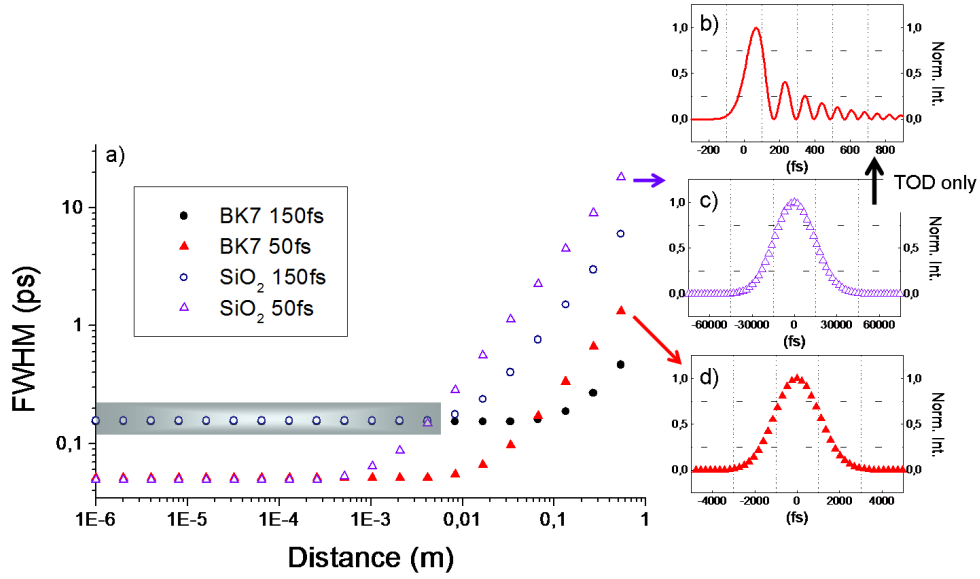 a)
FWHM (ps)
10
1
0,1
1E-6
1E-5
1E-4
1E-3
0,01
0,1
1
Distance (m)
BK7 150fs
BK7 50fs
SiO₂ 150fs
SiO₂ 50fs
b)
1,0
0,5
0,0
1,0
0,5
0,0
Norm. Int.
-200 0 200 400 600 800
(fs)
TOD only
c)
1,0
0,5
0,0
1,0
0,5
0,0
Norm. Int.
-60000 -30000 0 30000 60000
(fs)
d)
1,0
0,5
0,0
1,0
0,5
0,0
Norm. Int.
-4000 -2000 0 2000 4000
(fs)